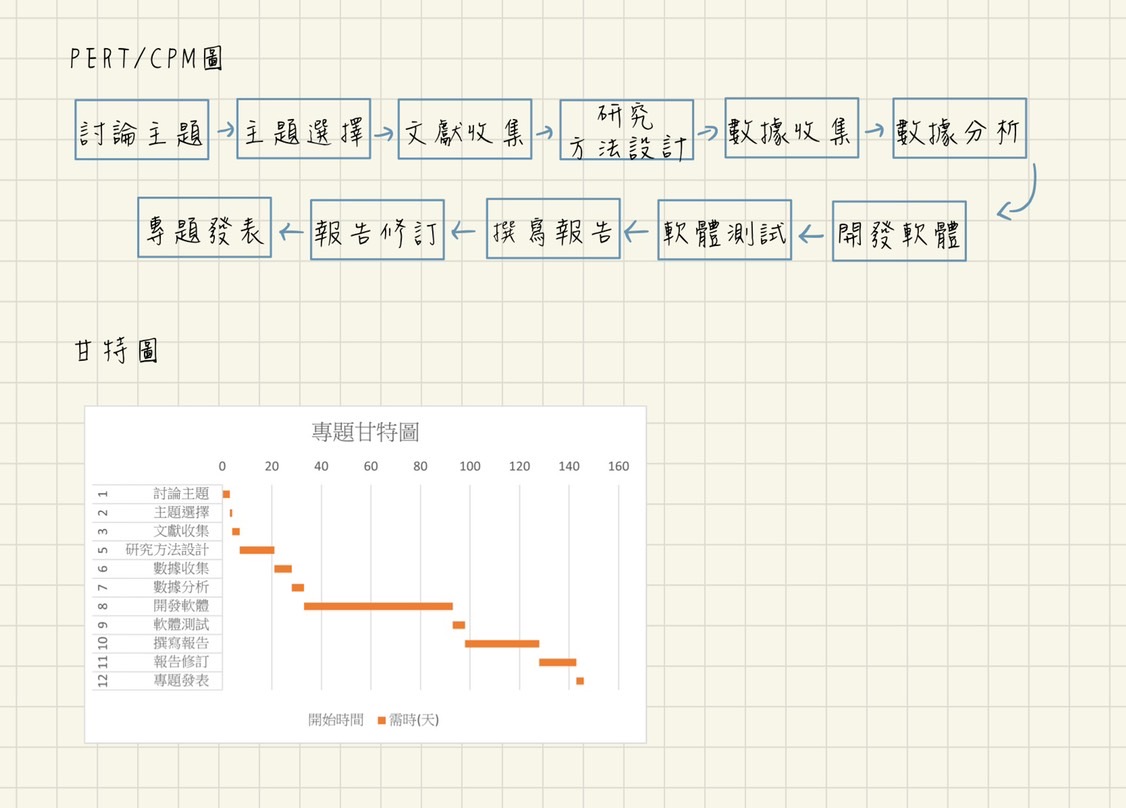 PERT/CPM圖
討論主題 → 主題選擇 → 文獻收集 → 研究方法設計 → 數據收集 → 數據分析
專題發表 ← 報告修訂 ← 撰寫報告 ← 軟體測試 ← 開發軟體
甘特圖
專題甘特圖
0 20 40 60 80 100 120 140 160
1 討論主題
2 主題選擇
3 文獻收集
5 研究方法設計
6 數據收集
7 數據分析
8 開發軟體
9 軟體測試
10 撰寫報告
11 報告修訂
12 專題發表
開始時間 需時(天)